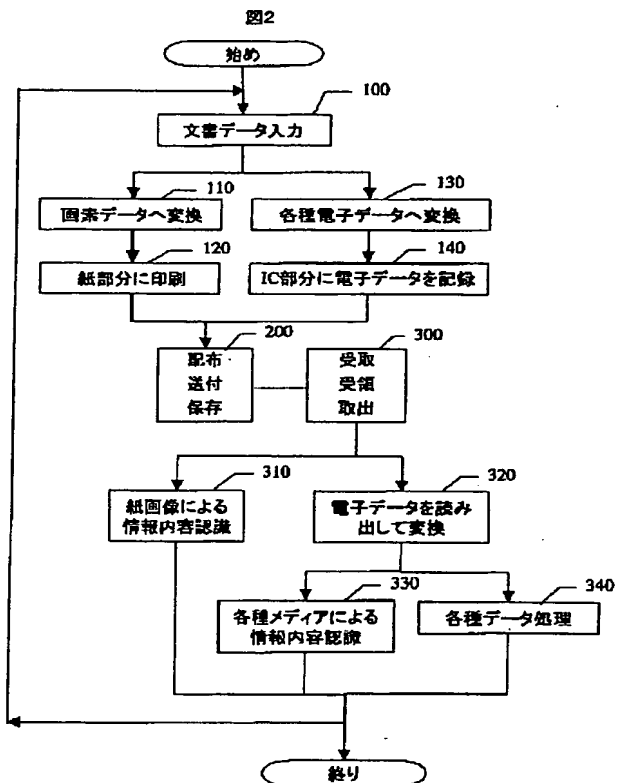 図2
始め
100
文書データ入力
110
130
画素データへ変換
各種電子データへ変換
120
140
紙部分に印刷
IC部分に電子データを記録
200
300
配布
送付
保存
受取
受領
取出
310
320
紙画像による
情報内容認識
電子データを読み
出して変換
330
340
各種メディアによる
情報内容認識
各種データ処理
終り